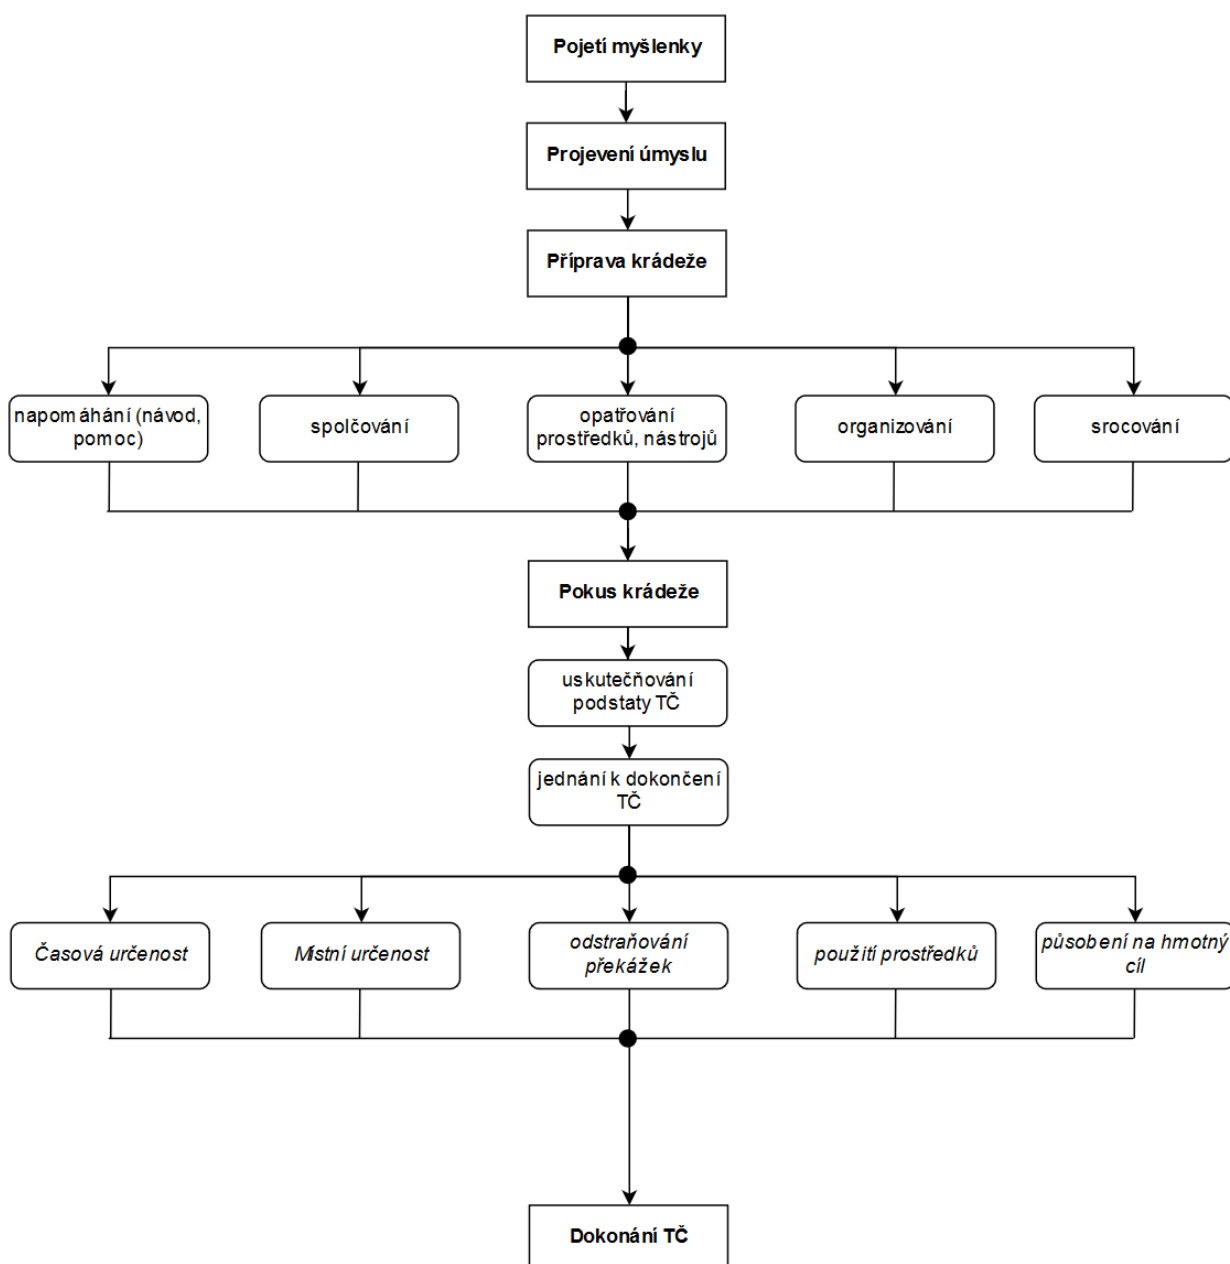 Pojetí myšlenky
Projevení úmyslu
Příprava krádeže
napomáhání (návod,
pomoc)
spolčování
opatřování
prostředků, nástrojů
organizování
srocování
Pokus krádeže
uskutečňování
podstaty TČ
jednání k dokončení
TČ
Časová určenost
Místní určenost
odstraňování
překážek
použití prostředků
působení na hmotný
cíl
Dokonání TČ